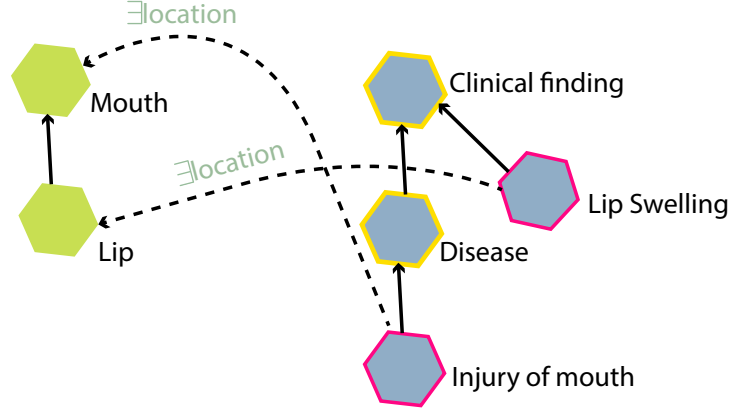 ∃location
Clinical finding
Mouth
∃location
Lip Swelling
Lip
Disease
Injury of mouth